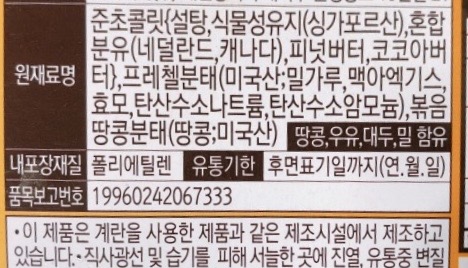 준초콜릿{설탕,식물성유지(싱가포르산),혼합
분유(네덜란드,캐나다),피넛버터,코코아버
원재료명
터},프레첼분태(미국산;밀가루,맥아엑기스,
효모,탄산수소나트륨,탄산수소암모늄),볶음
땅콩분태(땅콩;미국산) 땅콩,우유,대두,밀 함유
내포장재질 폴리에틸렌 유통기한 후면표기일까지(연.월.일)
품목보고번호 19960242067333
•이 제품은 계란을 사용한 제품과 같은 제조시설에서 제조하고
있습니다.•직사광선 및 습기를 피해 서늘한 곳에 진열, 유통중 변질